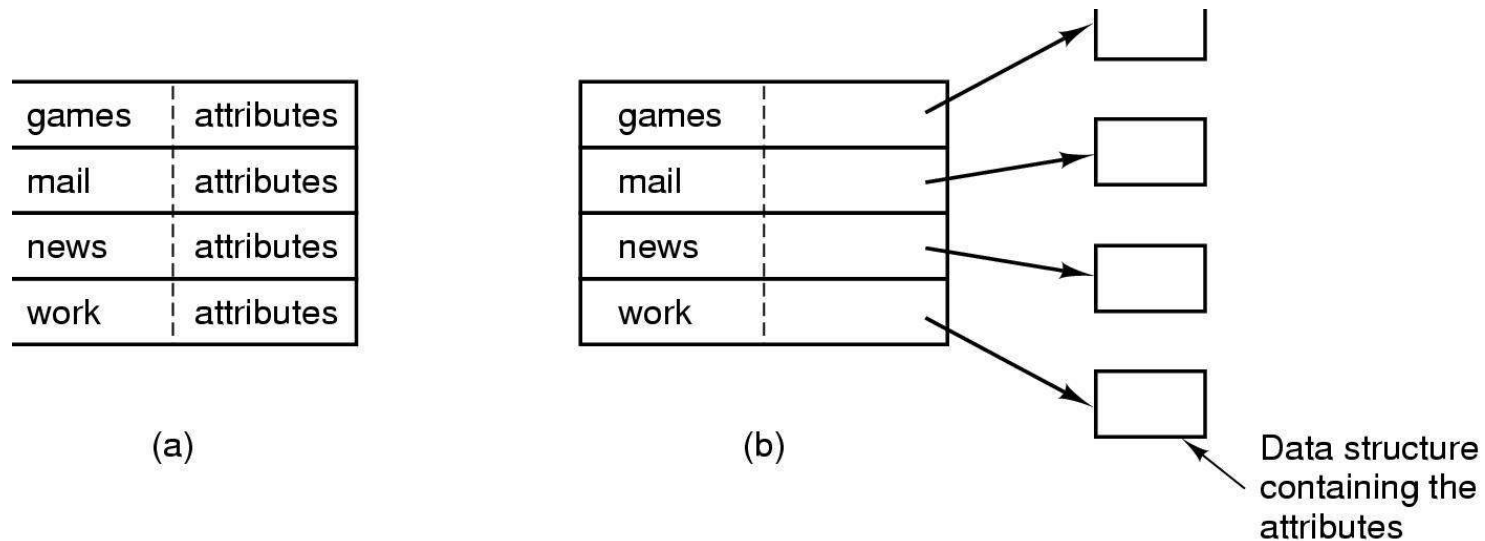 games attributes
mail attributes
news attributes
work attributes
(a)
games
mail
news
work
(b)
Data structure
containing the
attributes